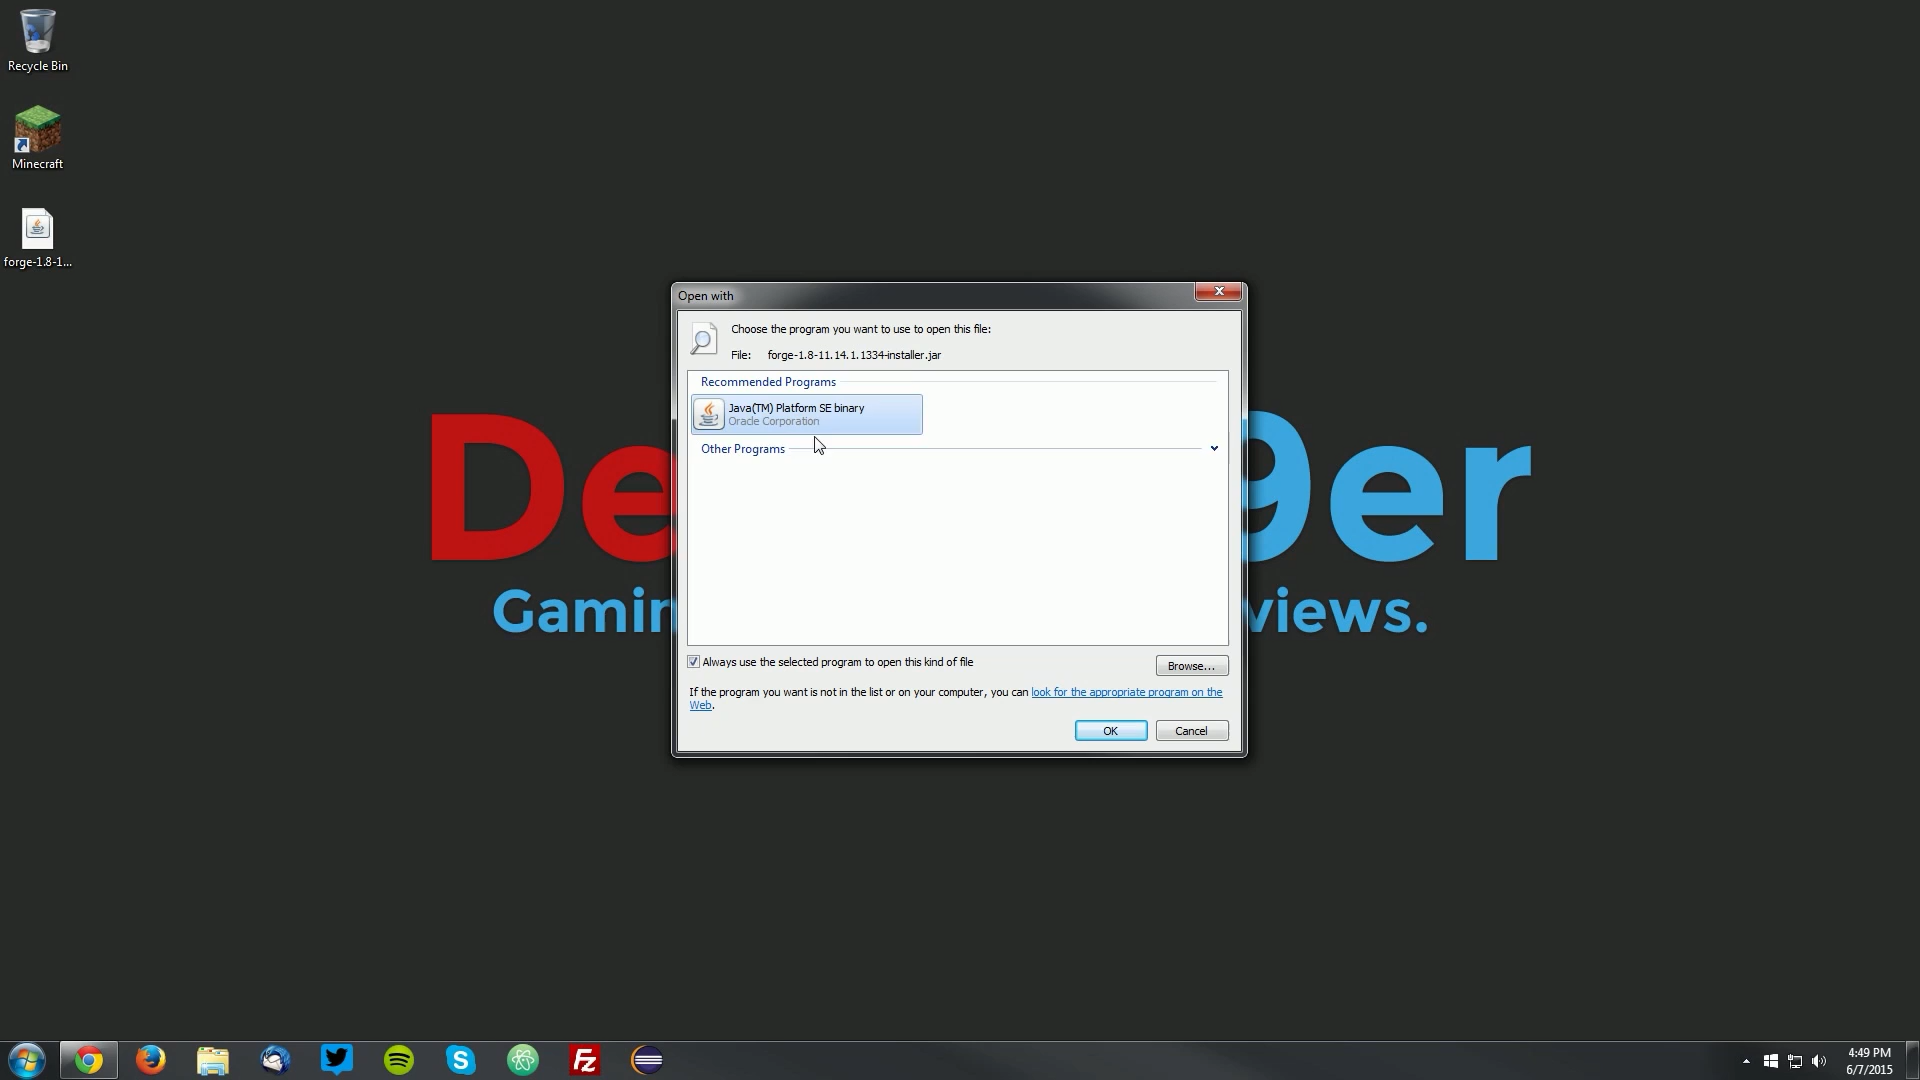 Recycle Bin
Minecraft
forge-1.8-1...
Open with
Choose the program you want to use to open this file:
File: forge-1.8-11.14.1.1334-installer.jar
Recommended Programs
Java(TM) Platform SE binary
Oracle Corporation
Other Programs
De 9er
Gamin views.
Always use the selected program to open this kind of file
Browse...
If the program you want is not in the list or on your computer, you can look for the appropriate program on the
Web.
OK Cancel
4:49 PM
6/7/2015